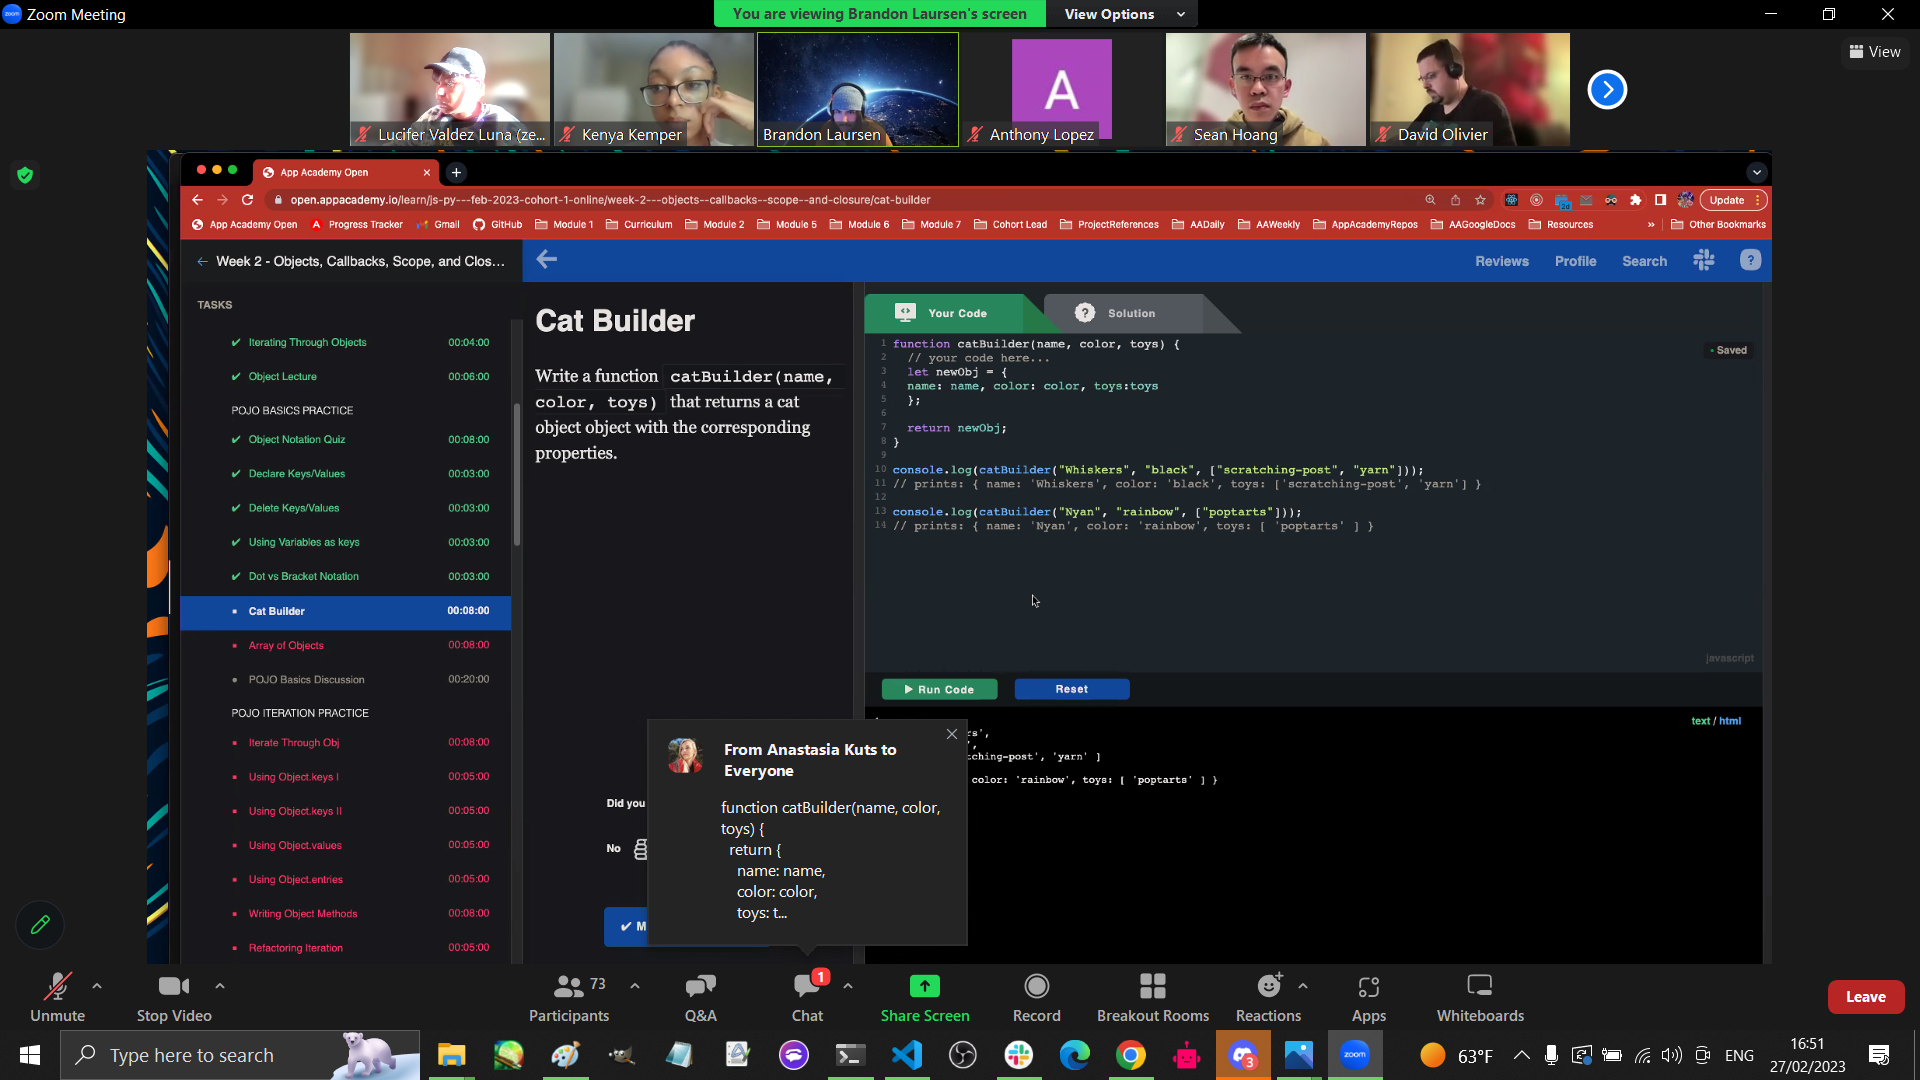 Zoom Meeting
You are viewing Brandon Laursen's screen
View Options
View
Lucifer Valdez Luna (ze...
Kenya Kemper
Brandon Laursen
A
Anthony Lopez
Sean Hoang
David Olivier
App Academy Open
open.appacademy.io/learn/js-py---feb-2023-cohort-1-online/week-2---objects--callbacks--scope--and-closure/cat-builder
Update
App Academy Open
Progress Tracker
Gmail
GitHub
Module 1
Curriculum
Module 2
Module 5
Module 6
Module 7
Cohort Lead
ProjectReferences
AADaily
AAWeekly
AppAcademyRepos
AAGoogleDocs
Resources
»
Other Bookmarks
Week 2 - Objects, Callbacks, Scope, and Clos...
Reviews
Profile
Search
?
TASKS
Iterating Through Objects 00:04:00
Object Lecture 00:06:00
POJO BASICS PRACTICE
Object Notation Quiz 00:08:00
Declare Keys/Values 00:03:00
Delete Keys/Values 00:03:00
Using Variables as keys 00:03:00
Dot vs Bracket Notation 00:03:00
Cat Builder 00:08:00
Array of Objects 00:08:00
POJO Basics Discussion 00:20:00
POJO ITERATION PRACTICE
Iterate Through Obj 00:08:00
Using Object.keys I 00:05:00
Using Object.keys II 00:05:00
Using Object.values 00:05:00
Using Object.entries 00:05:00
Writing Object Methods 00:08:00
Refactoring Iteration 00:05:00
Cat Builder
Write a function catBuilder(name,
color, toys) that returns a cat
object object with the corresponding
properties.
Did you
No
M
Your Code
? Solution
Saved
1 function catBuilder(name, color, toys) {
2 // your code here...
3 let newObj = {
4 name: name, color: color, toys:toys
5 };
6
7 return newObj;
8 }
9
10 console.log(catBuilder("Whiskers", "black", ["scratching-post", "yarn"]));
11 // prints: { name: 'Whiskers', color: 'black', toys: ['scratching-post', 'yarn'] }
12
13 console.log(catBuilder("Nyan", "rainbow", ["poptarts"]));
14 // prints: { name: 'Nyan', color: 'rainbow', toys: [ 'poptarts' ] }
javascript
Run Code
Reset
text / html
rs',
',
tching-post', 'yarn' ]
color: 'rainbow', toys: [ 'poptarts' ] }
From Anastasia Kuts to
Everyone
function catBuilder(name, color,
toys) {
return {
name: name,
color: color,
toys: t...
Unmute
Stop Video
73
Participants
Q&A
1
Chat
Share Screen
Record
Breakout Rooms
Reactions
Apps
Whiteboards
Leave
Type here to search
3
zoom
63°F
ENG
16:51
27/02/2023